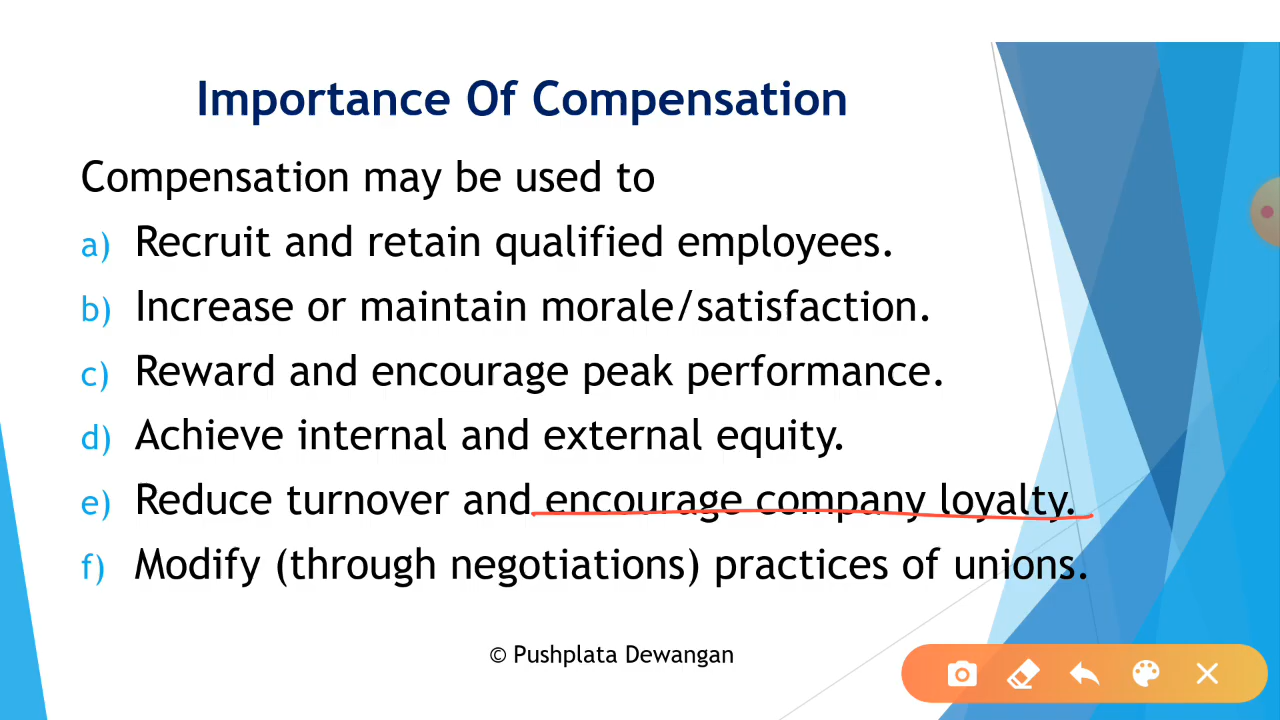 Importance Of Compensation
Compensation may be used to
a) Recruit and retain qualified employees.
b) Increase or maintain morale/satisfaction.
c) Reward and encourage peak performance.
d) Achieve internal and external equity.
e) Reduce turnover and encourage company loyalty.
f) Modify (through negotiations) practices of unions.
© Pushplata Dewangan